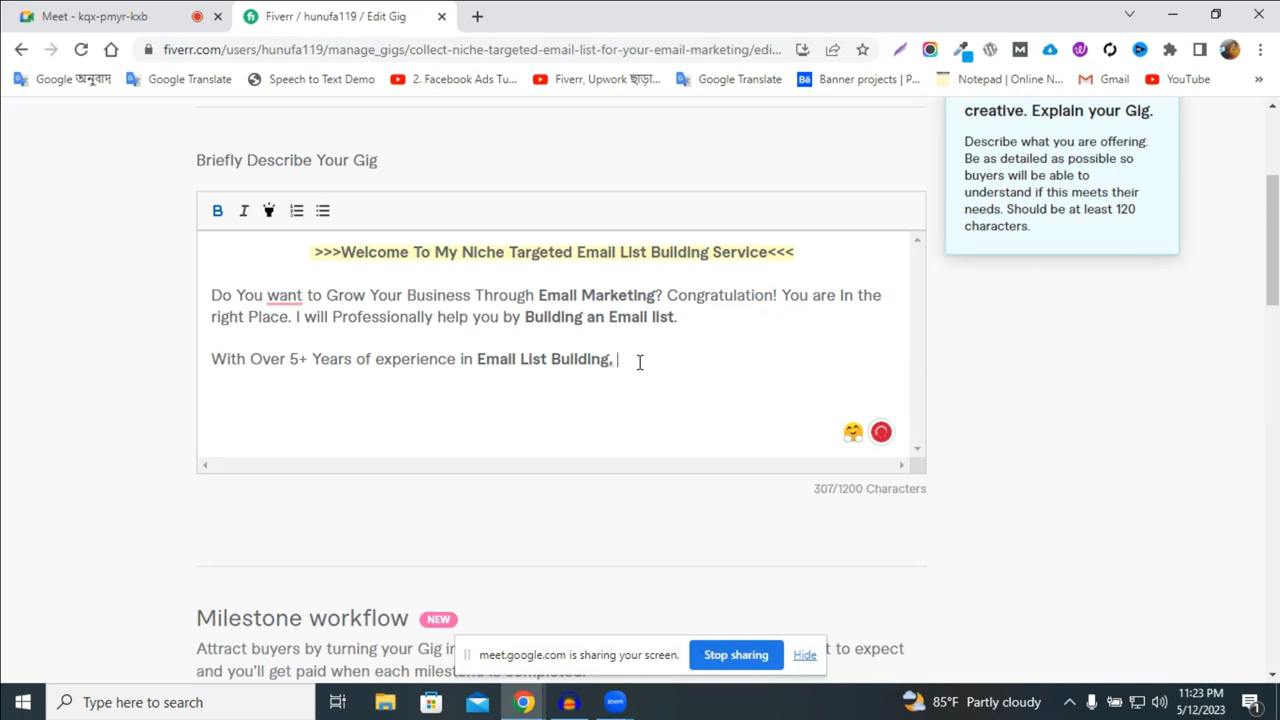 Meet - kqx-pmyr-kxb
Fiverr / hunufa119 / Edit Gig
fiverr.com/users/hunufa119/manage_gigs/collect-niche-targeted-email-list-for-your-email-marketing/edi...
Google অনুবাদ
Google Translate
Speech to Text Demo
2. Facebook Ads Tu...
Fiverr, Upwork ছাড়া...
Google Translate
Banner projects | P...
Notepad | Online N...
Gmail
YouTube
»
creative. Explain your Gig.
Describe what you are offering.
Be as detailed as possible so
buyers will be able to
understand if this meets their
needs. Should be at least 120
characters.
Briefly Describe Your Gig
B I
>>>Welcome To My Niche Targeted Email List Building Service<<<
Do You want to Grow Your Business Through Email Marketing? Congratulation! You are In the
right Place. I will Professionally help you by Building an Email list.
With Over 5+ Years of experience in Email List Building,
307/1200 Characters
Milestone workflow NEW
Attract buyers by turning your Gig in
t to expect
and you'll get paid when each milest
meet.google.com is sharing your screen.
Stop sharing
Hide
Type here to search
zoom
85°F Partly cloudy
11:23 PM
5/12/2023
1